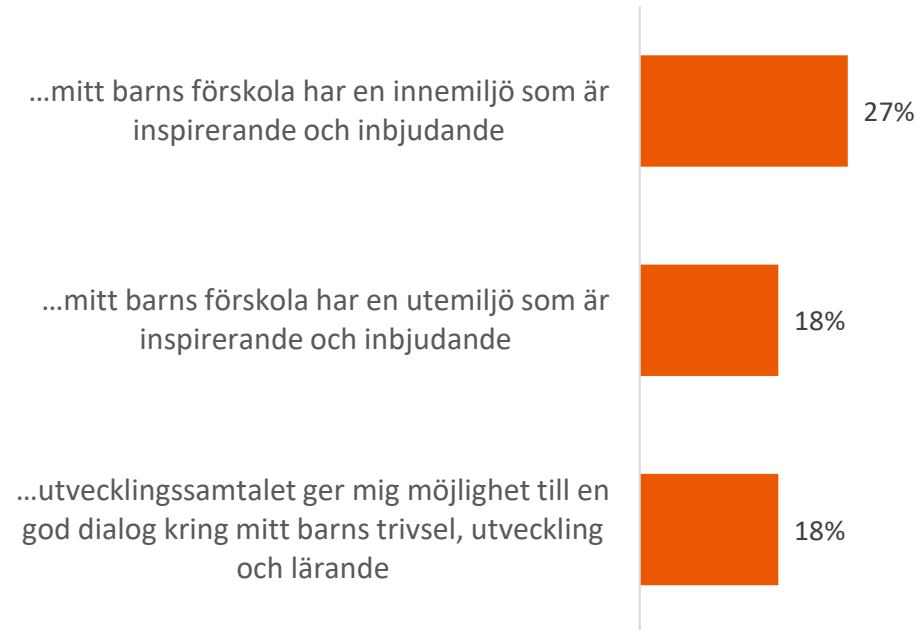 …mitt barns förskola har en innemiljö som är
inspirerande och inbjudande
27%
…mitt barns förskola har en utemiljö som är
inspirerande och inbjudande
18%
…utvecklingssamtalet ger mig möjlighet till en
god dialog kring mitt barns trivsel, utveckling
och lärande
18%